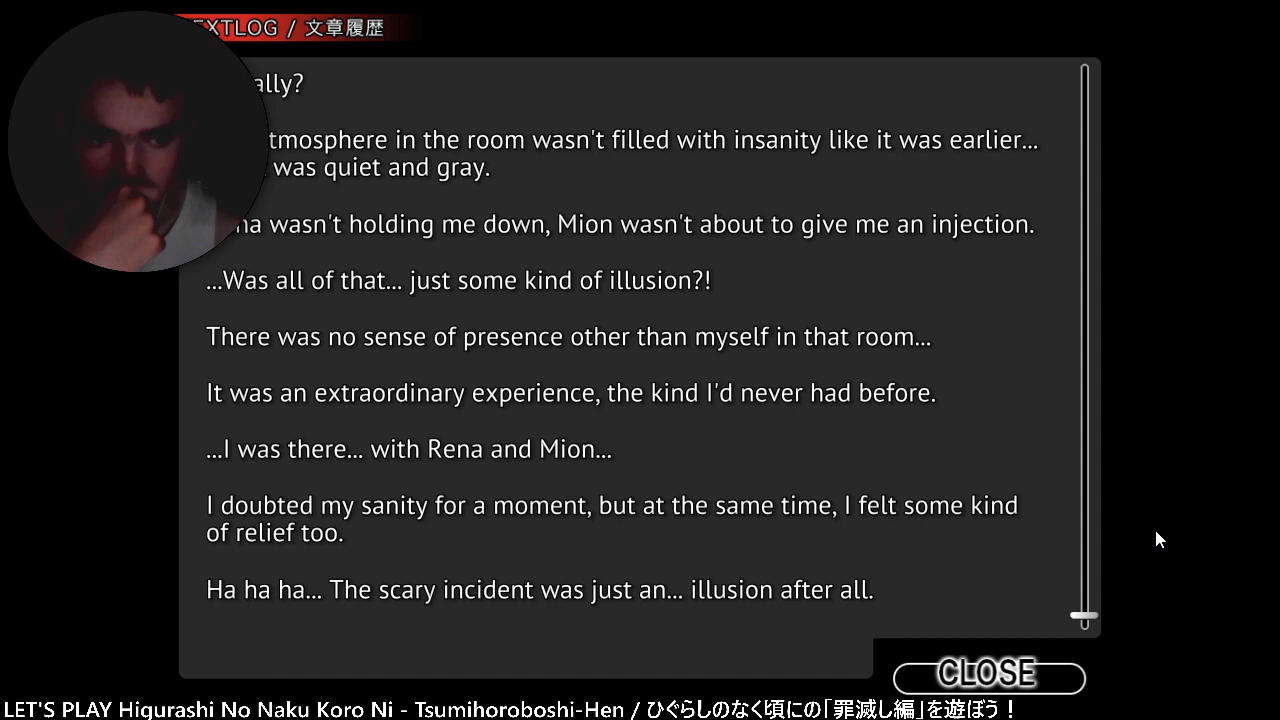 EXTLOG / 文章履歴
ally?
tmosphere in the room wasn't filled with insanity like it was earlier...
was quiet and gray.
na wasn't holding me down, Mion wasn't about to give me an injection.
...Was all of that... just some kind of illusion?!
There was no sense of presence other than myself in that room...
It was an extraordinary experience, the kind I'd never had before.
...I was there... with Rena and Mion...
I doubted my sanity for a moment, but at the same time, I felt some kind
of relief too.
Ha ha ha... The scary incident was just an... illusion after all.
CLOSE
LET'S PLAY Higurashi No Naku Koro Ni - Tsumihoroboshi-Hen / ひぐらしのなく頃にの「罪滅し編」を遊ぼう！